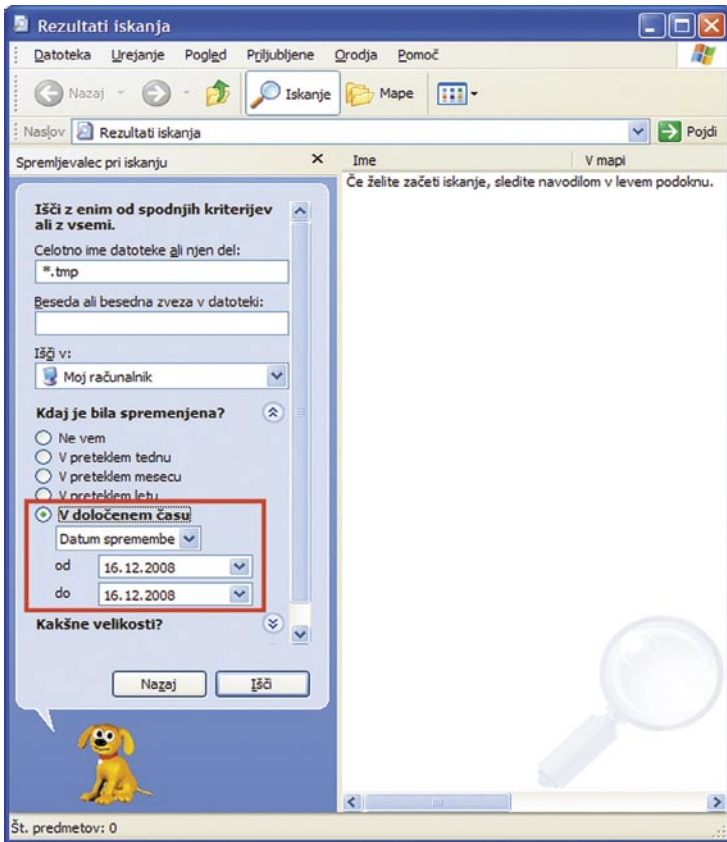 Rezultati iskanja
Datoteka Urejanje Pogled Priljubljene Orodja Pomoč
Nazaj Iskanje Mape
Naslov Rezultati iskanja Pojdi
Spremljevalec pri iskanju
Ime V mapi
Če želite začeti iskanje, sledite navodilom v levem podoknu.
Išči z enim od spodnjih kriterijev
ali z vsemi.
Celotno ime datoteke ali njen del:
*.tmp
Beseda ali besedna zveza v datoteki:
Išči v:
Moj računalnik
Kdaj je bila spremenjena?
Ne vem
V preteklem tednu
V preteklem mesecu
V preteklem letu
V določenem času
Datum spremembe
od 16.12.2008
do 16.12.2008
Kakšne velikosti?
Nazaj Išči
Št. predmetov: 0